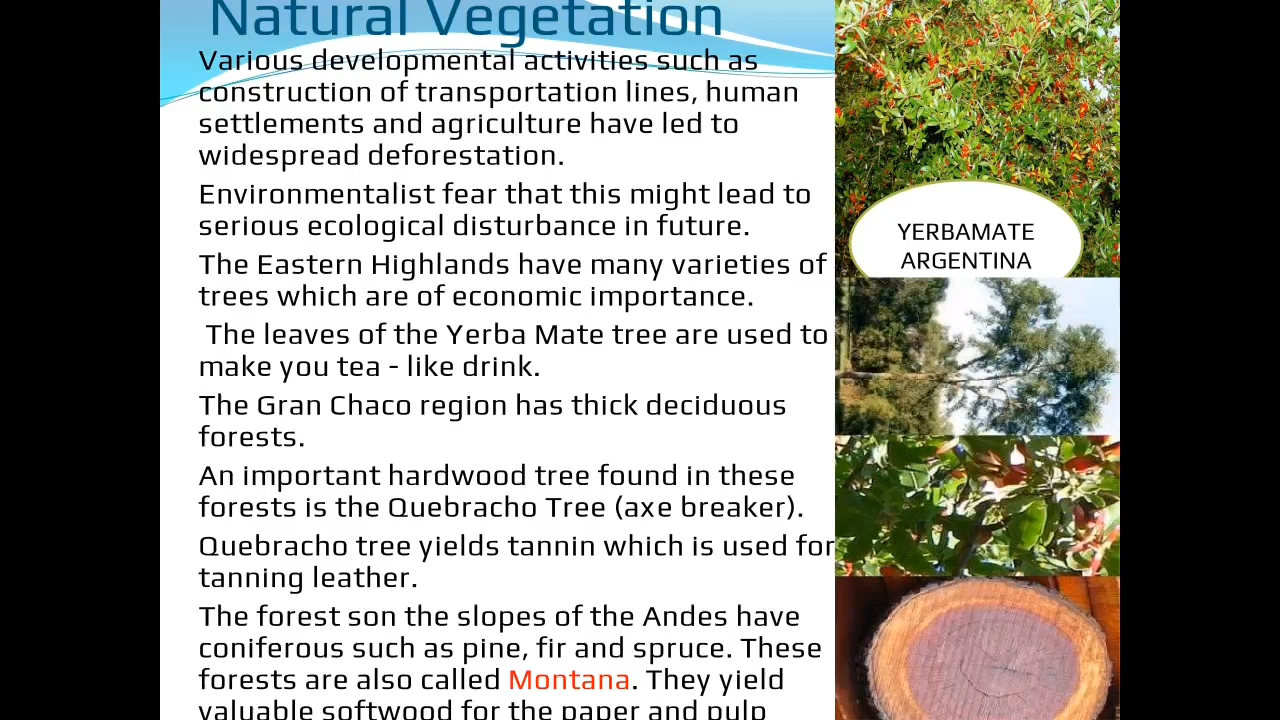 Natural Vegetation
Various developmental activities such as
construction of transportation lines, human
settlements and agriculture have led to
widespread deforestation.
Environmentalist fear that this might lead to
serious ecological disturbance in future.
The Eastern Highlands have many varieties of
trees which are of economic importance.
The leaves of the Yerba Mate tree are used to
make you tea - like drink.
The Gran Chaco region has thick deciduous
forests.
An important hardwood tree found in these
forests is the Quebracho Tree (axe breaker).
Quebracho tree yields tannin which is used for
tanning leather.
The forest son the slopes of the Andes have
coniferous such as pine, fir and spruce. These
forests are also called Montana. They yield
valuable softwood for the paper and pulp
YERBAMATE
ARGENTINA